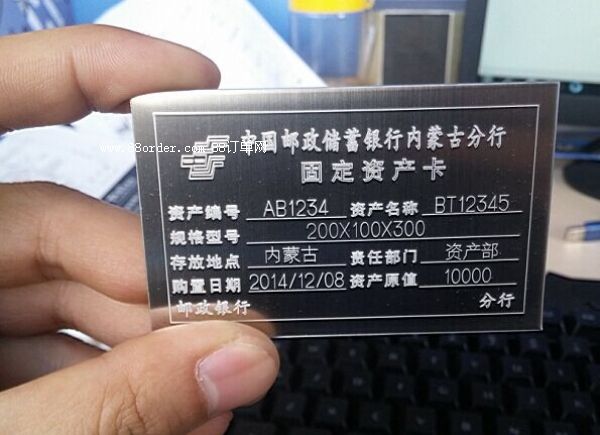 中国邮政储蓄银行内蒙古分行
www.88order.com 88订单网
固定资产卡
资产编号 AB1234 资产名称 BT12345
规格型号 200X100X300
存放地点 内蒙古 责任部门 资产部
购置日期 2014/12/08 资产原值 10000
邮政银行 分行